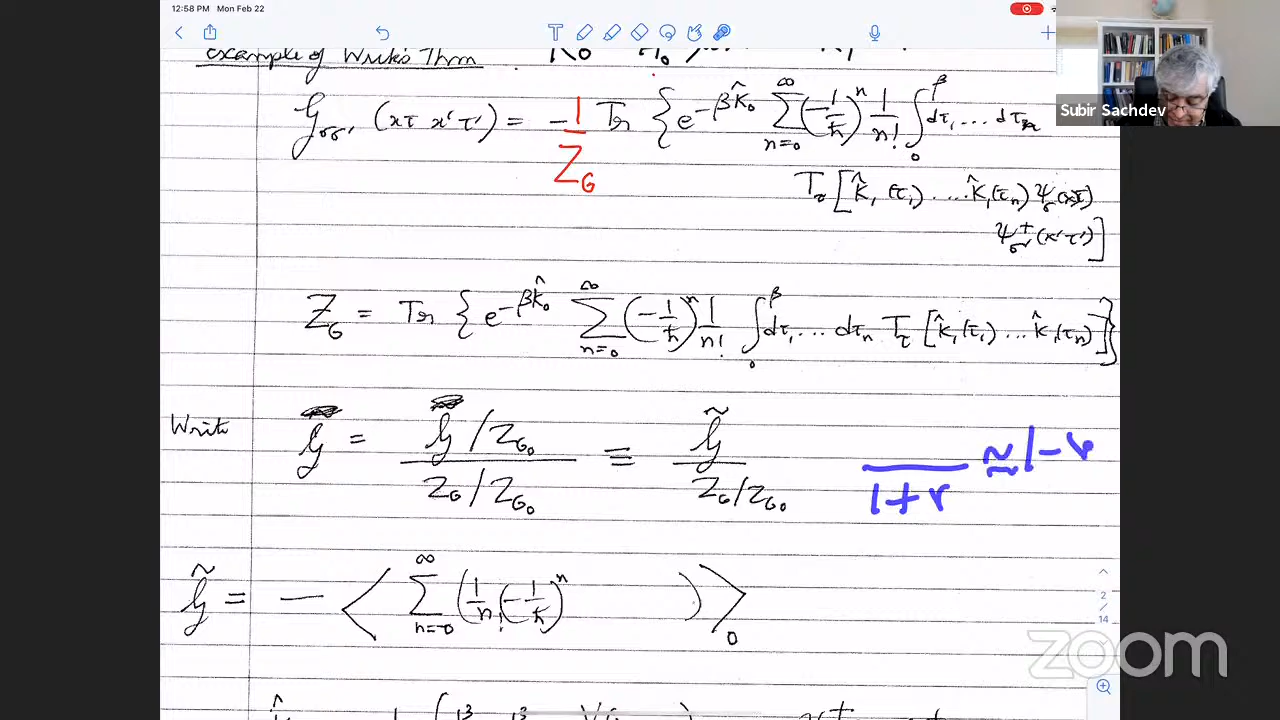 12:58 PM Mon Feb 22
example of Wick's Thm
Subir Sachdev
𝒢σσ' (xτ x'τ') = -1/Z_G Tr { e^{-βK̂₀} Σ_{n=0}^{∞} (-1/ħ)^n 1/n! ∫₀^β dτ₁ ... dτn
T_τ [ K̂₁(τ₁) .... K̂₁(τn) ψσ(xτ)
ψ†σ'(x'τ') ]
Z_G = Tr { e^{-βK̂₀} Σ_{n=0}^{∞} (-1/ħ)^n 1/n! ∫₀^β dτ₁ ... dτn T_τ [ K̂₁(τ₁) ... K̂₁(τn) ] }
Write 𝒢 = (𝒢 / Z_G₀) / (Z_G / Z_G₀) = 𝒢̃ / (Z_G / Z_G₀)
/ (1+r) ≈ 1-r
𝒢̃ = - ⟨ Σ_{n=0}^{∞} ( 1/n! (-1/ħ)^n ) ⟩₀
2 / 14
zoom